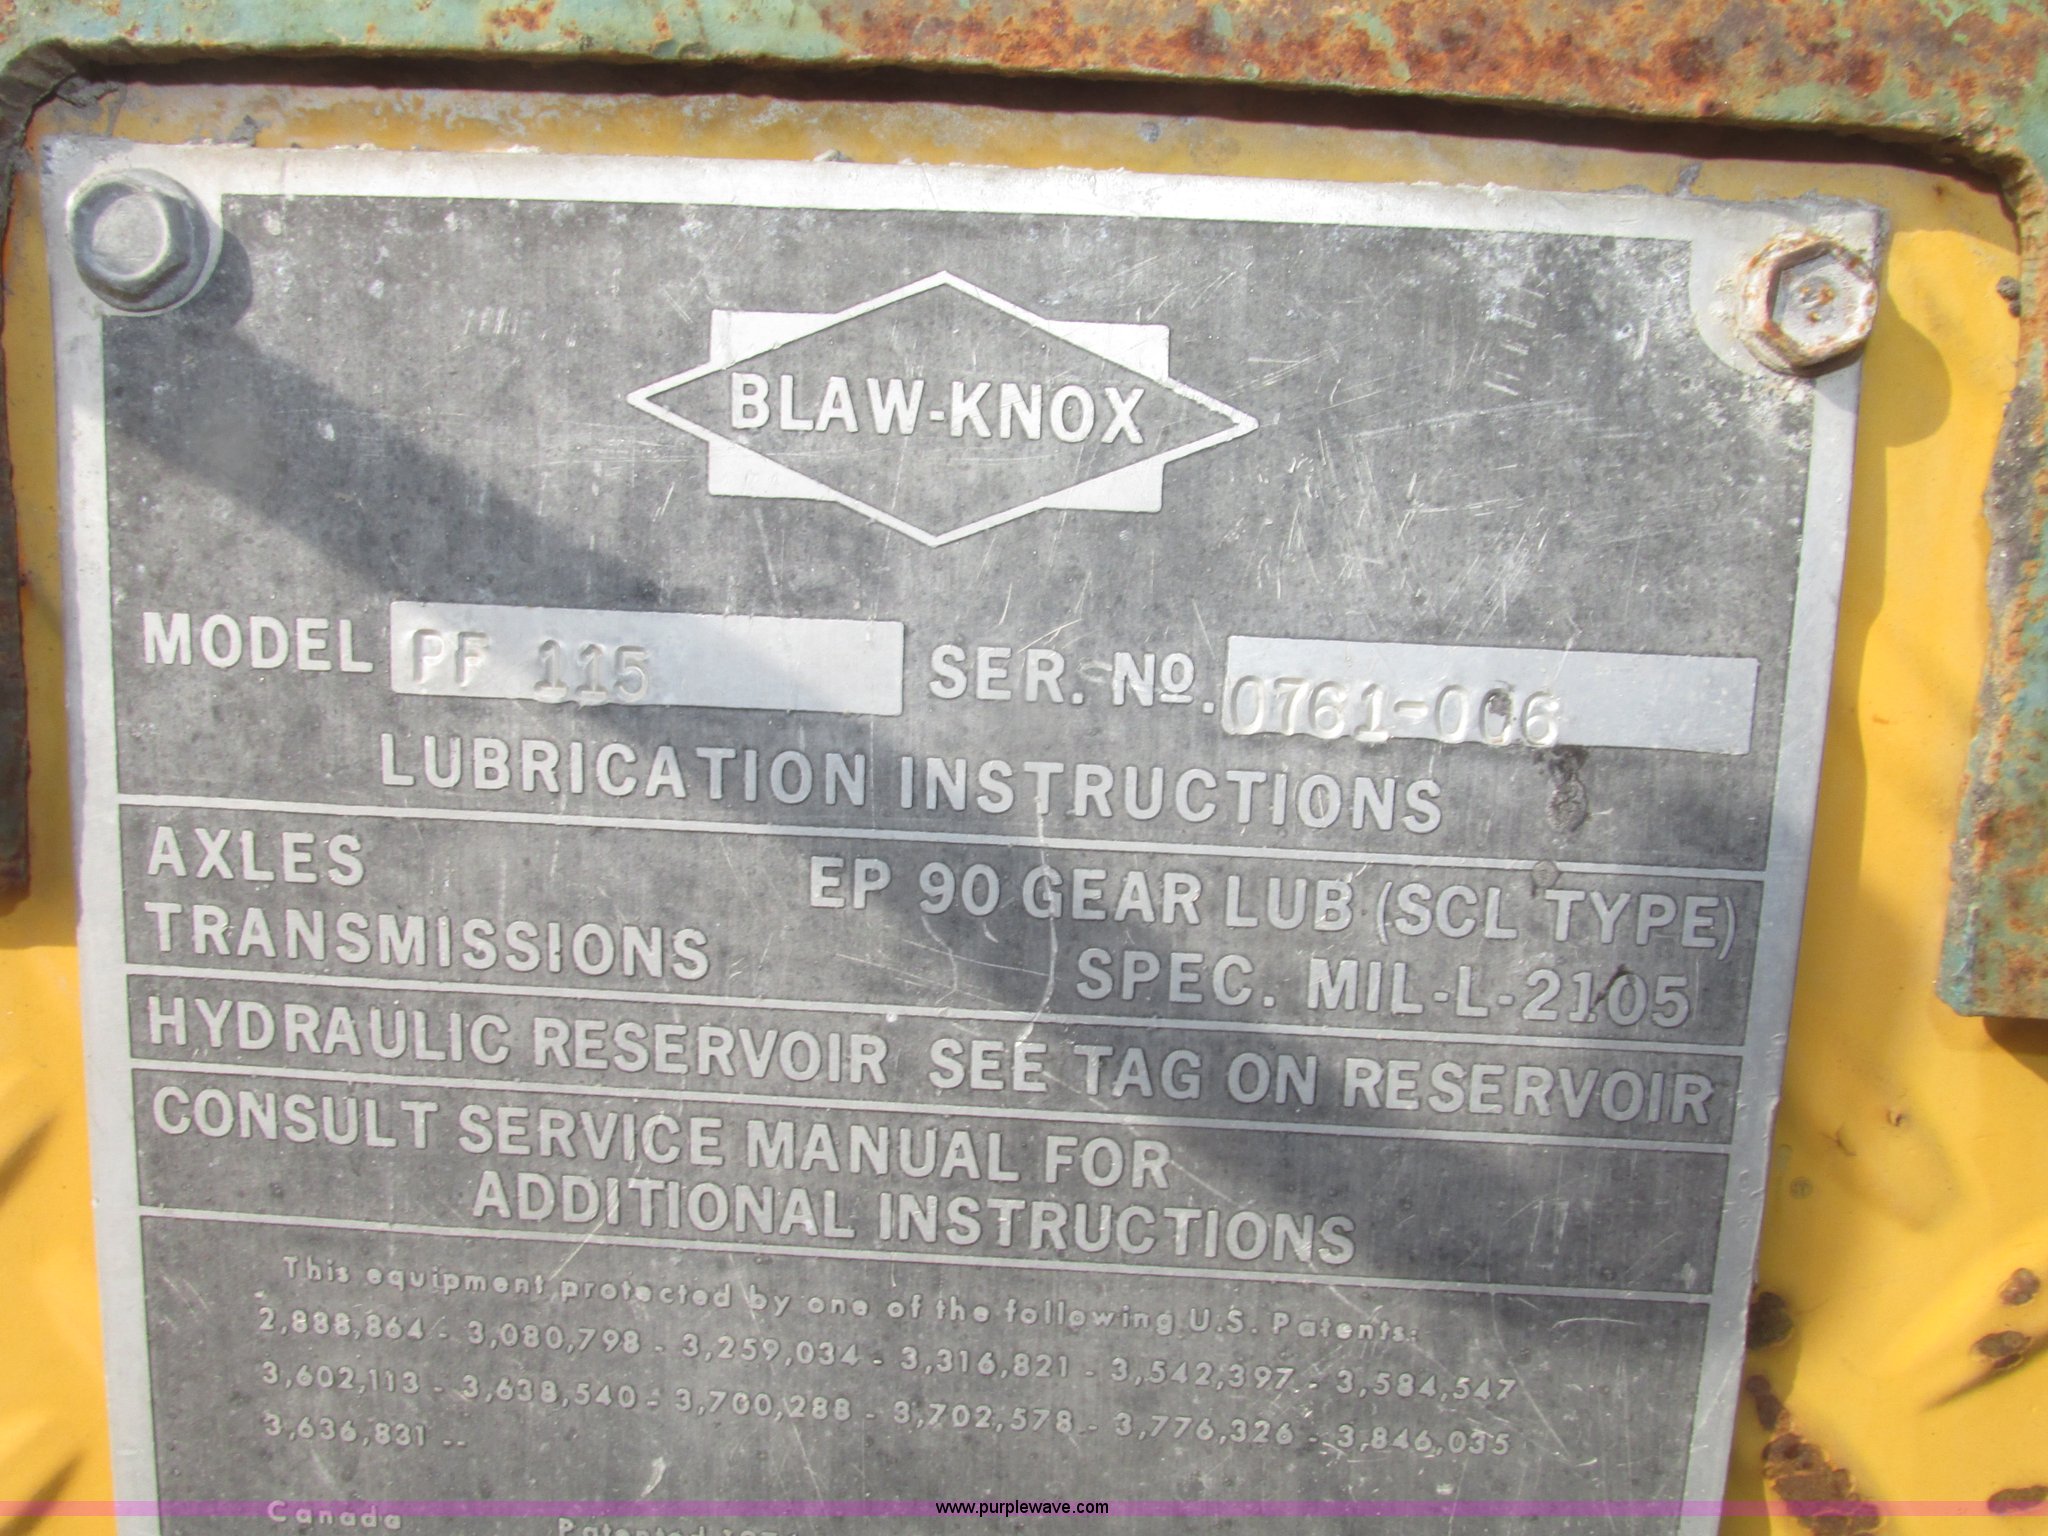 BLAW-KNOX
MODEL PF 115 SER. Nº. 0761-006
LUBRICATION INSTRUCTIONS
AXLES EP 90 GEAR LUB (SCL TYPE)
TRANSMISSIONS SPEC. MIL-L-2105
HYDRAULIC RESERVOIR SEE TAG ON RESERVOIR
CONSULT SERVICE MANUAL FOR
ADDITIONAL INSTRUCTIONS
This equipment protected by one of the following U.S. Patents:
2,888,864 - 3,080,798 - 3,259,034 - 3,316,821 - 3,542,397 - 3,584,547
3,602,113 - 3,638,540 - 3,700,288 - 3,702,578 - 3,776,326 - 3,846,035
3,636,831 --
Canada Patented
www.purplewave.com